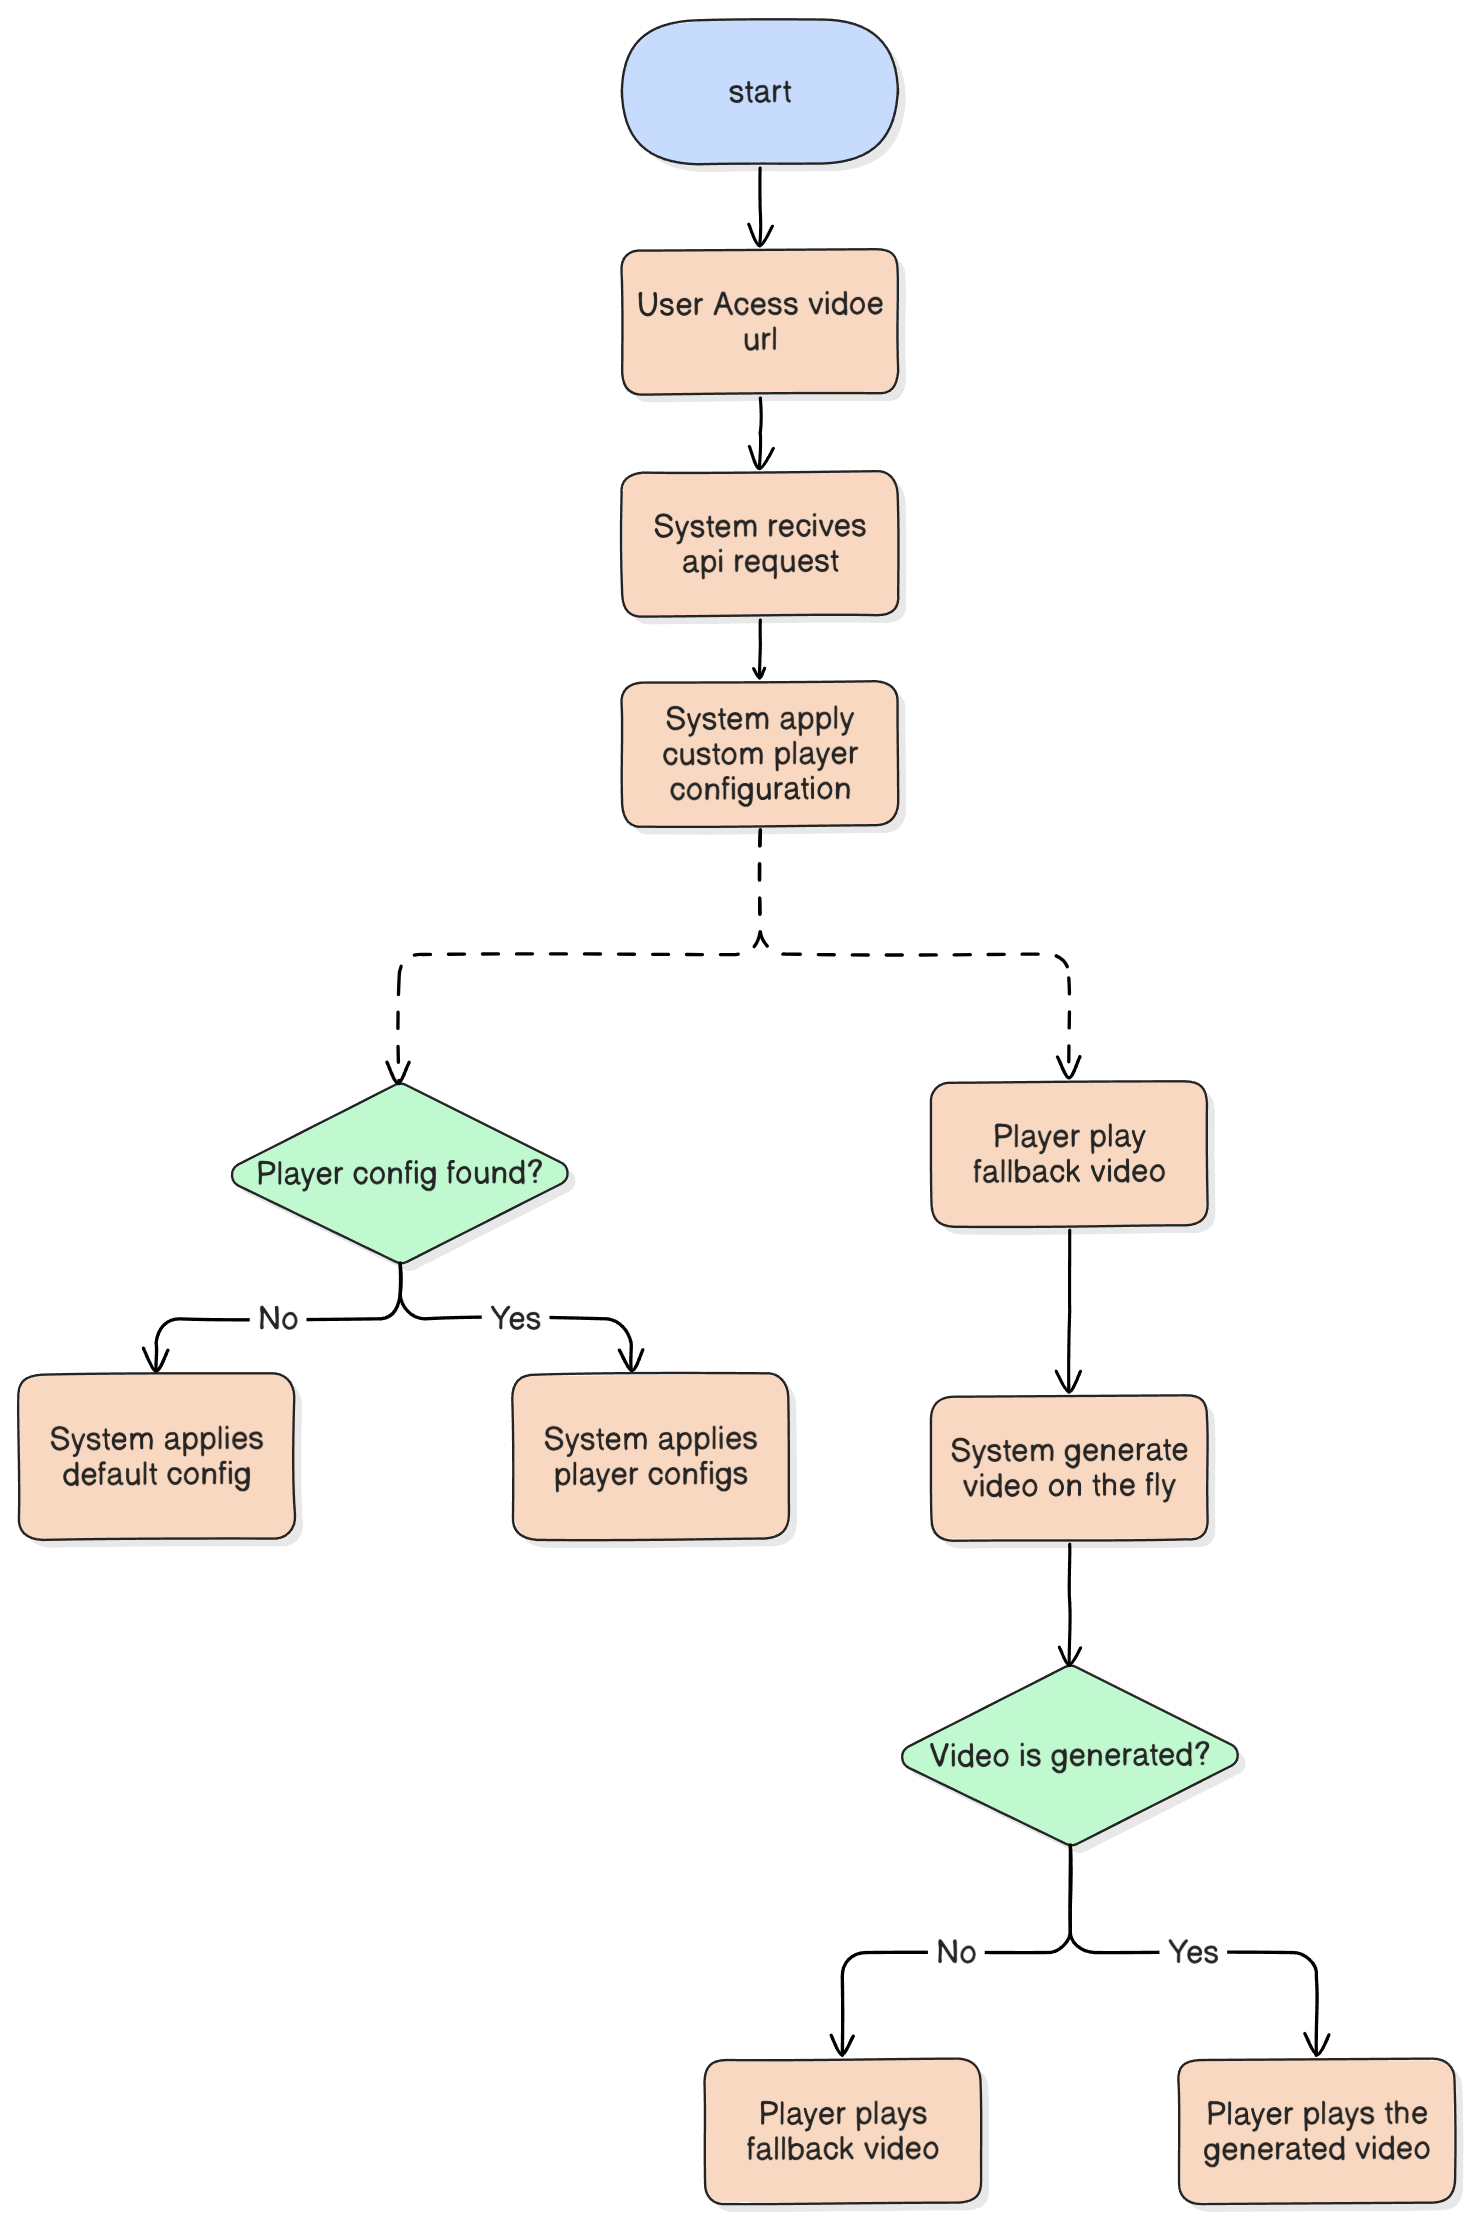 start
User Acess vidoe
url
System recives
api request
System apply
custom player
configuration
Player config found?
No
Yes
System applies
default config
System applies
player configs
Player play
fallback video
System generate
video on the fly
Video is generated?
No
Yes
Player plays
fallback video
Player plays the
generated video